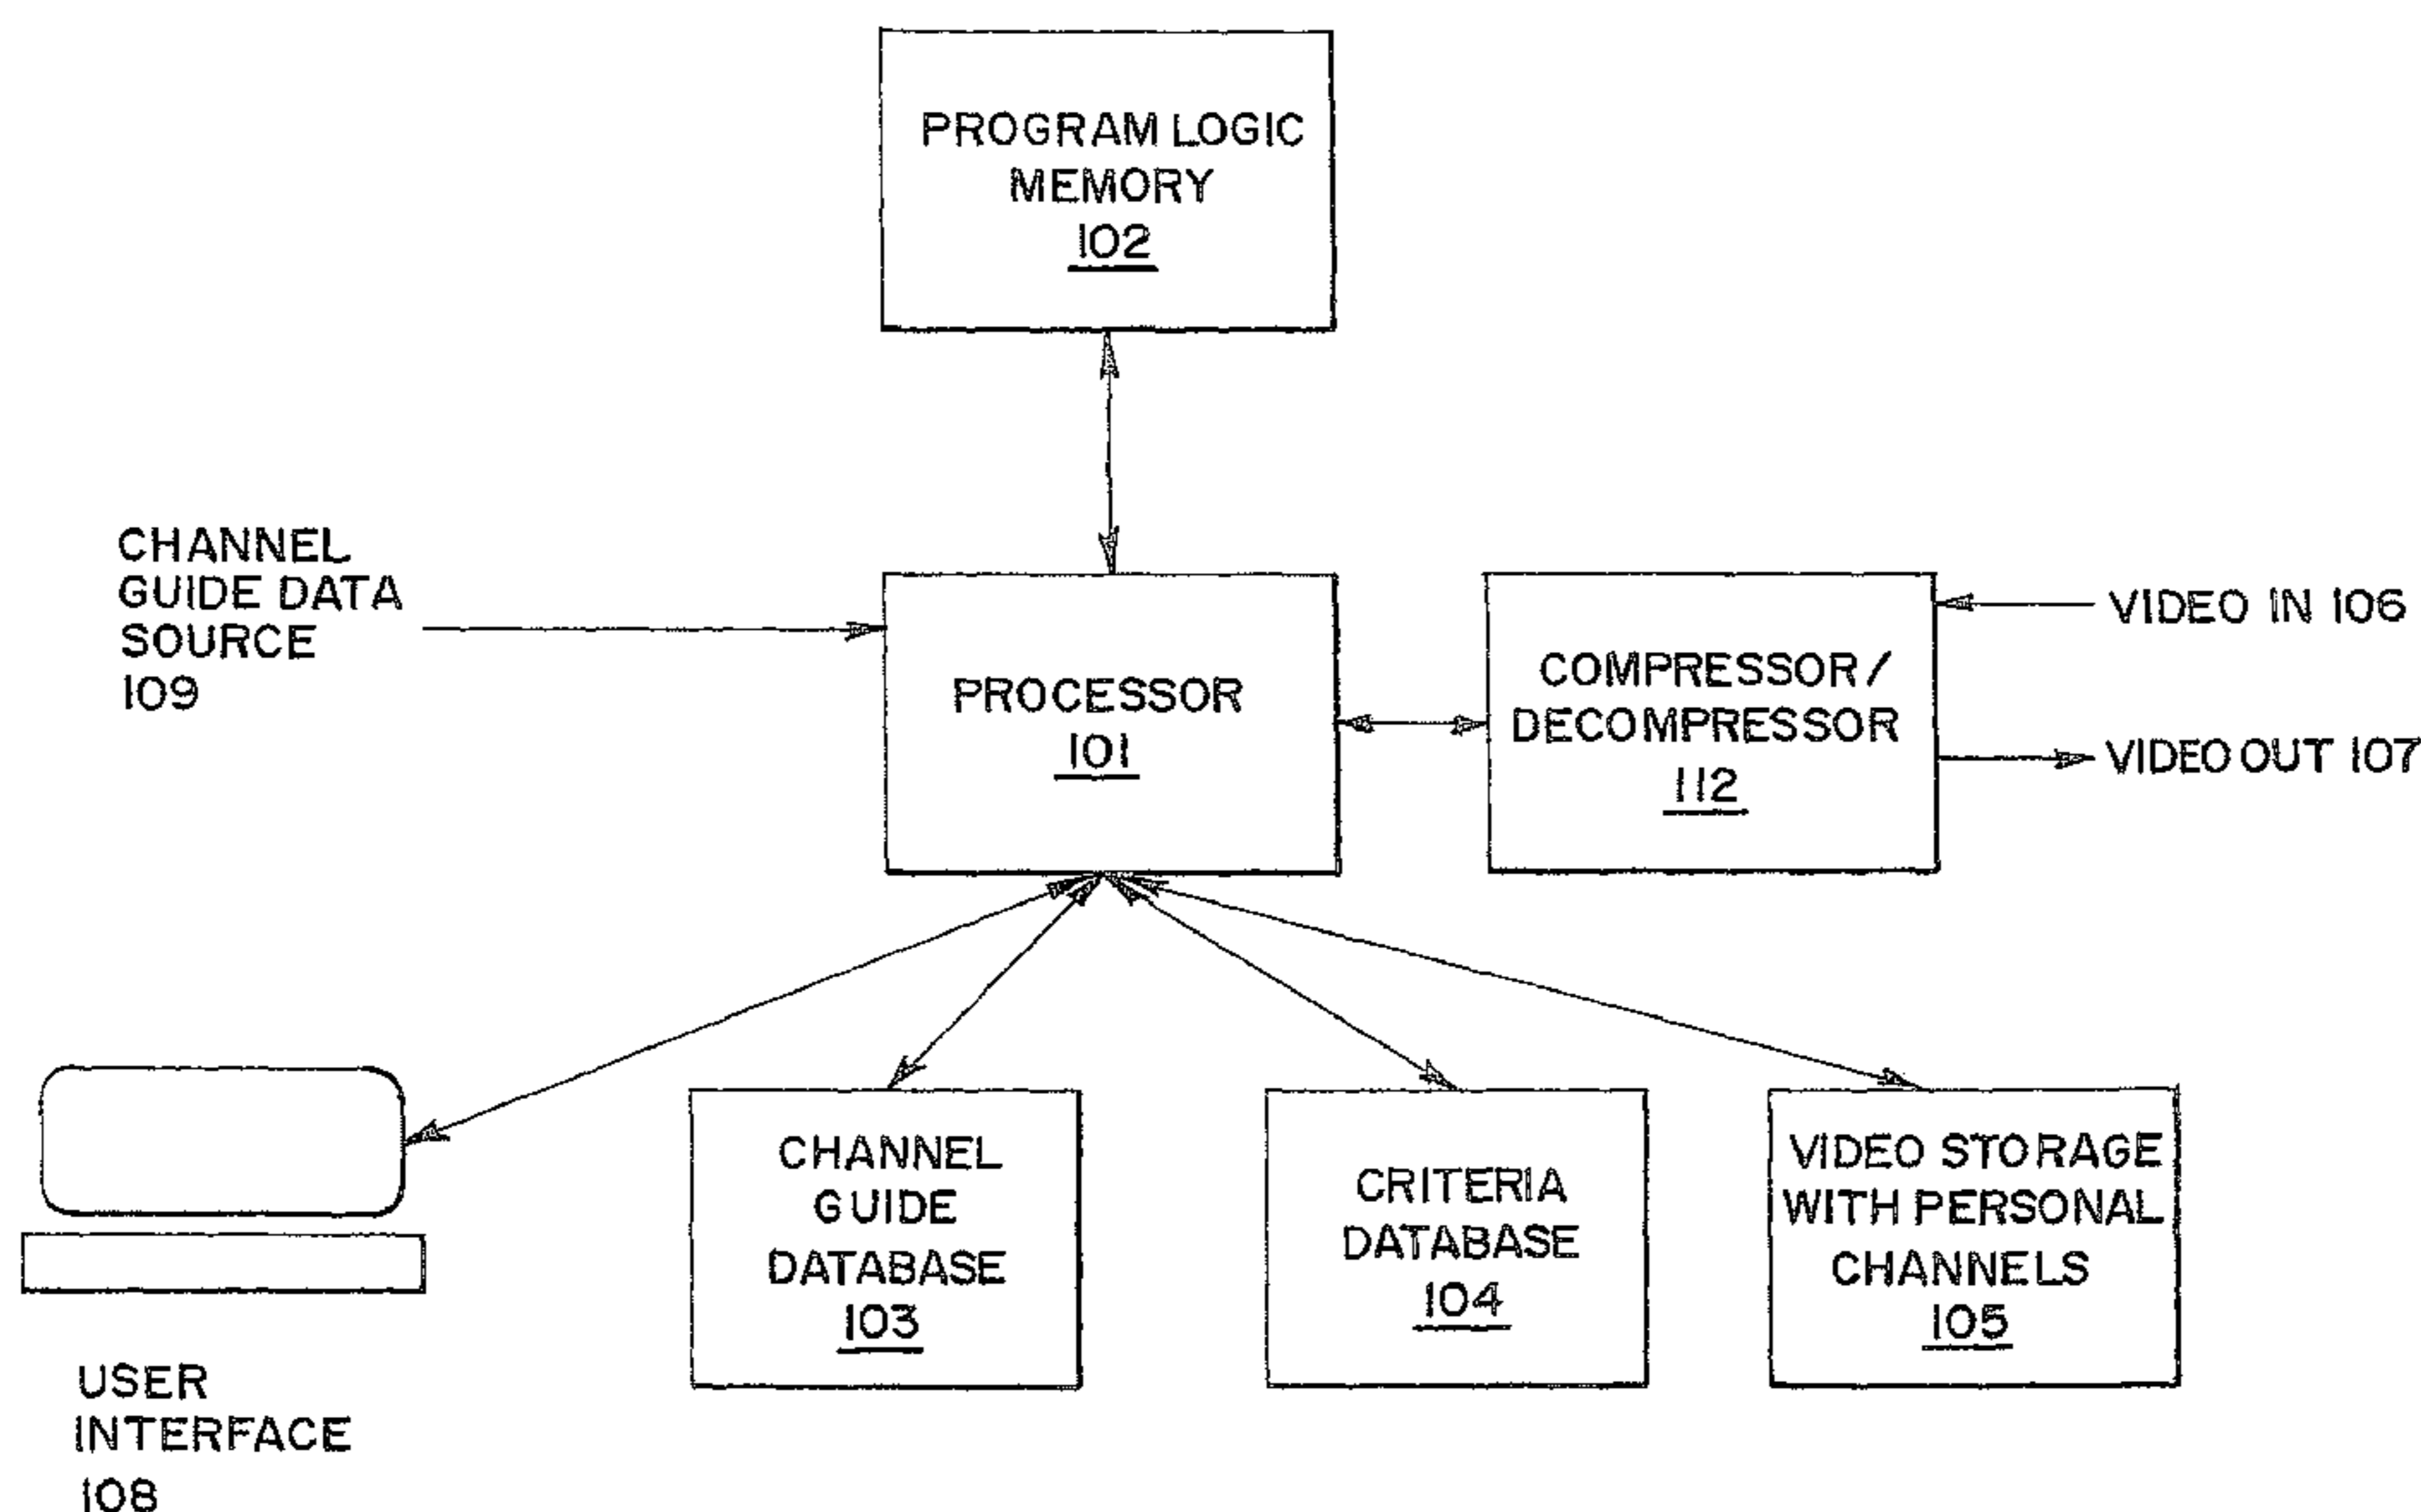 PROGRAM LOGIC
MEMORY
102
CHANNEL
GUIDE DATA
SOURCE
109
PROCESSOR
101
COMPRESSOR/
DECOMPRESSOR
112
VIDEO IN 106
VIDEO OUT 107
USER
INTERFACE
108
CHANNEL
GUIDE
DATABASE
103
CRITERIA
DATABASE
104
VIDEO STORAGE
WITH PERSONAL
CHANNELS
105